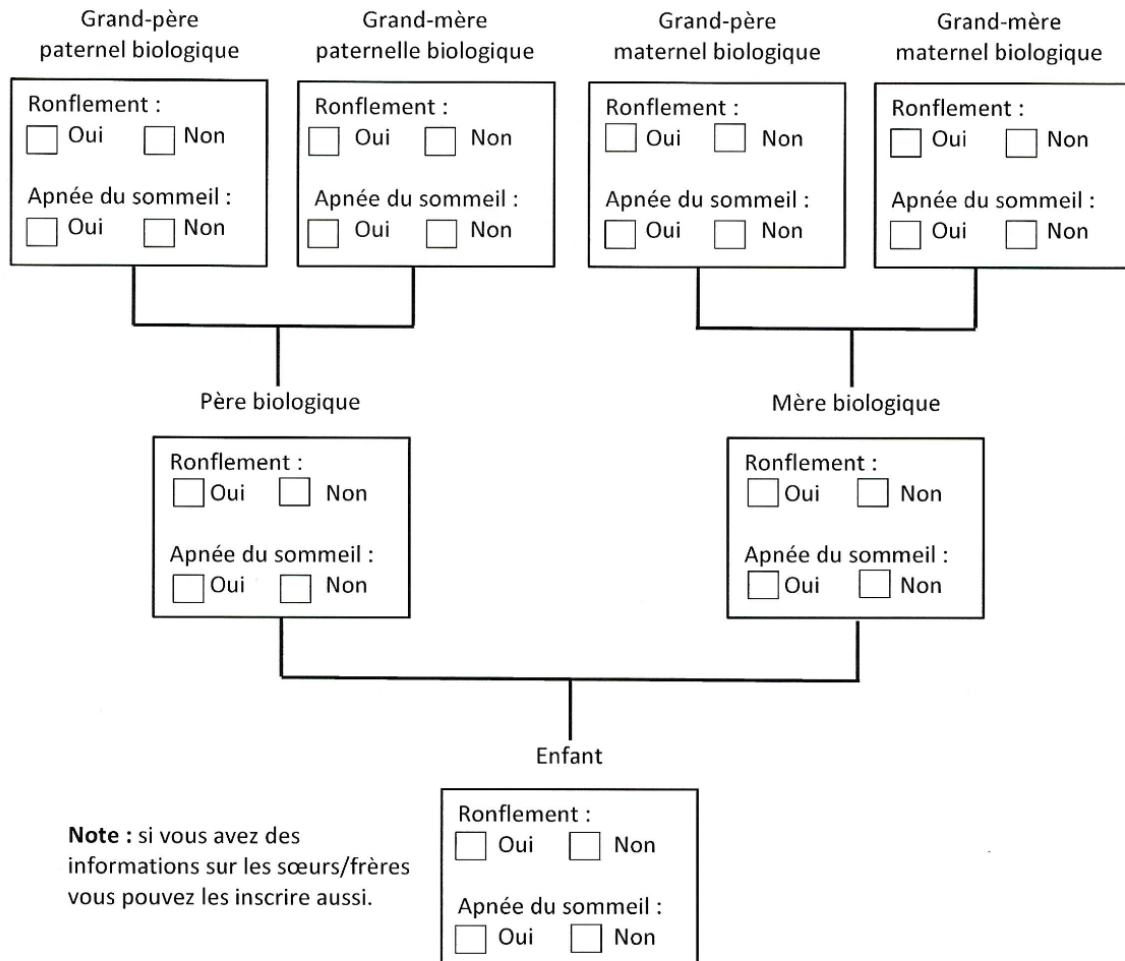 Grand-père
paternel biologique
Grand-mère
paternelle biologique
Grand-père
maternel biologique
Grand-mère
maternel biologique
Ronflement :
Oui Non
Apnée du sommeil :
Oui Non
Ronflement :
Oui Non
Apnée du sommeil :
Oui Non
Ronflement :
Oui Non
Apnée du sommeil :
Oui Non
Ronflement :
Oui Non
Apnée du sommeil :
Oui Non
Père biologique
Ronflement :
Oui Non
Apnée du sommeil :
Oui Non
Mère biologique
Ronflement :
Oui Non
Apnée du sommeil :
Oui Non
Enfant
Ronflement :
Oui Non
Apnée du sommeil :
Oui Non
Note : si vous avez des
informations sur les sœurs/frères
vous pouvez les inscrire aussi.